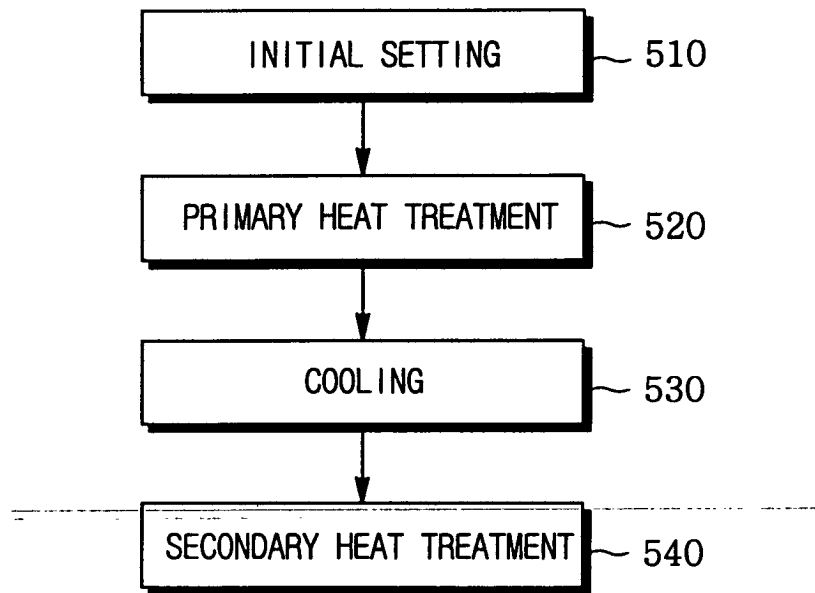 INITIAL SETTING 510
PRIMARY HEAT TREATMENT 520
COOLING 530
SECONDARY HEAT TREATMENT 540